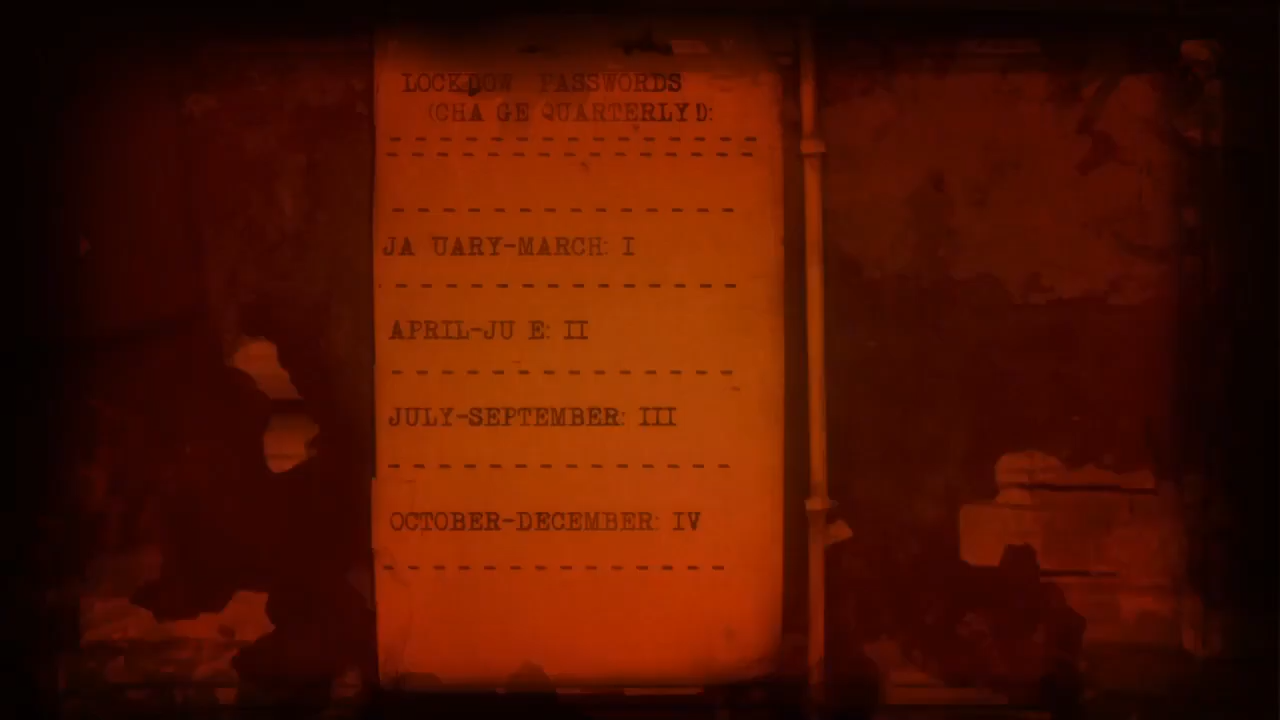 LOCKDOW PASSWORDS
(CHA GE QUARTERLY):
JA UARY-MARCH: I
APRIL-JU E: II
JULY-SEPTEMBER: III
OCTOBER-DECEMBER: IV